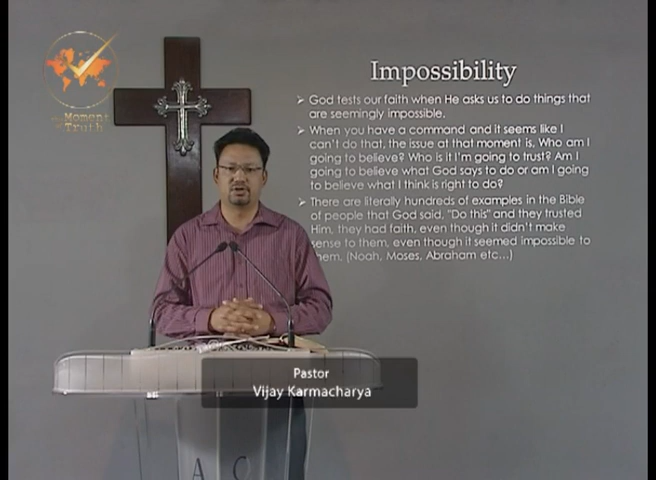 Moment
Truth
Impossibility
➢ God tests our faith when He asks us to do things that
are seemingly impossible.
➢ When you have a command and it seems like I
can't do that, the issue at that moment is, Who am I
going to believe? Who is it I'm going to trust? Am I
going to believe what God says to do or am I going
to believe what I think is right to do?
➢ There are literally hundreds of examples in the Bible
of people that God said, "Do this" and they trusted
Him, they had faith, even though it didn't make
sense to them, even though it seemed impossible to
them. (Noah, Moses, Abraham etc...)
Pastor
Vijay Karmacharya
A C